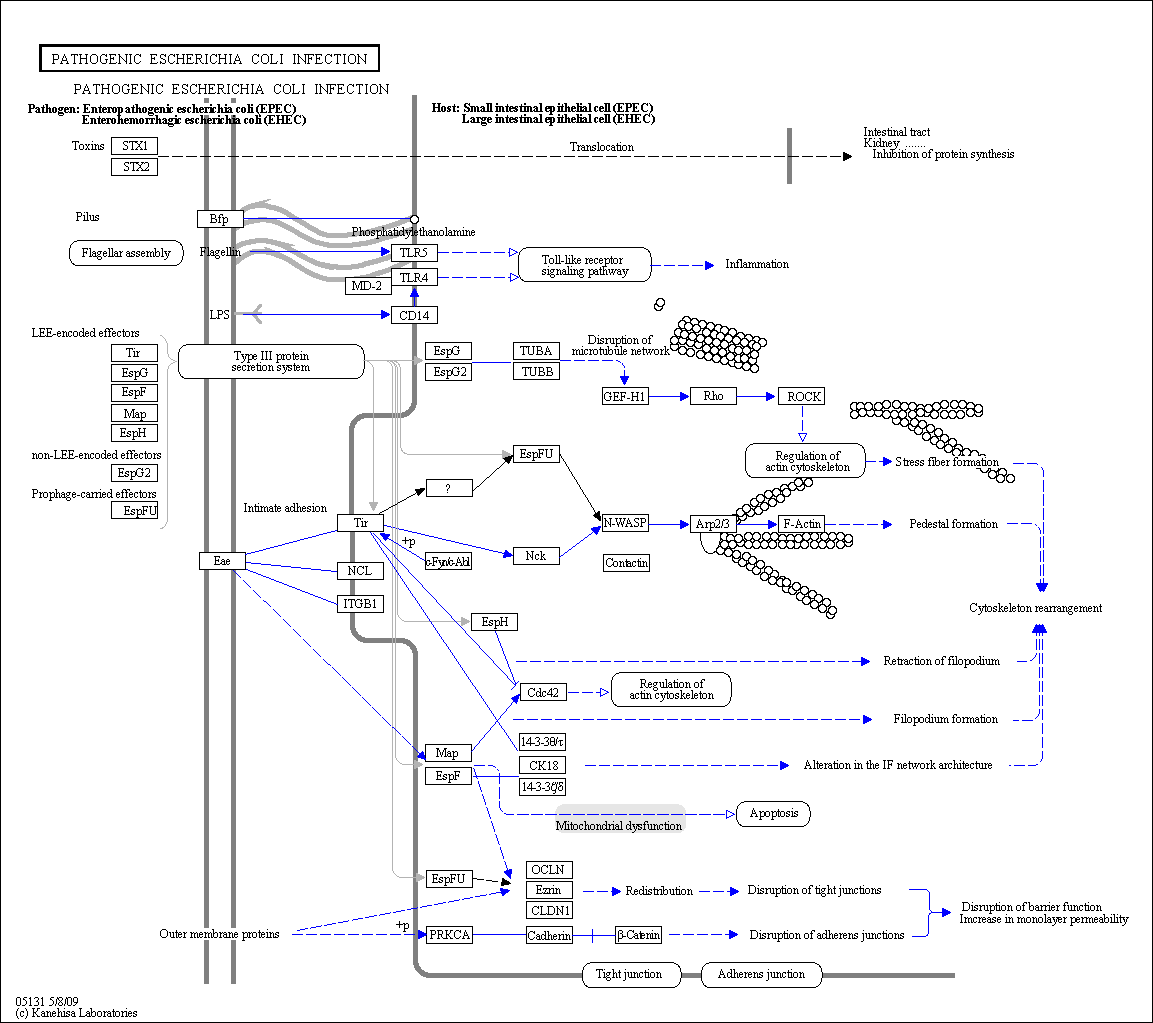 PATHOGENIC ESCHERICHIA COLI INFECTION
PATHOGENIC ESCHERICHIA COLI INFECTION
Pathogen: Enteropathogenic escherichia coli (EPEC)
Enterohemorrhagic escherichia coli (EHEC)
Host: Small intestinal epithelial cell (EPEC)
Large intestinal epithelial cell (EHEC)
Toxins
STX1
STX2
Translocation
Intestinal tract
Kidney .......
Inhibition of protein synthesis
Pilus
Bfp
Phosphatidylethanolamine
Flagellar assembly
Flagellin
TLR5
Toll-like receptor
signaling pathway
Inflammation
MD-2
TLR4
LPS
CD14
LEE-encoded effectors
Tir
EspG
EspF
Map
EspH
non-LEE-encoded effectors
EspG2
Prophage-carried effectors
EspFU
Type III protein
secretion system
EspG
EspG2
TUBA
TUBB
Disruption of
microtubule network
GEF-H1
Rho
ROCK
Regulation of
actin cytoskeleton
Stress fiber formation
EspFU
?
Intimate adhesion
Tir
+p
c-Fyn/c-Abl
Nck
N-WASP
Contactin
Arp2/3
F-Actin
Pedestal formation
Eae
NCL
ITGB1
Cytoskeleton rearrangement
EspH
Retraction of filopodium
Cdc42
Regulation of
actin cytoskeleton
Filopodium formation
Map
EspF
14-3-3θ/τ
CK18
14-3-3ζ/δ
Alteration in the IF network architecture
Mitochondrial dysfunction
Apoptosis
EspFU
OCLN
Ezrin
CLDN1
Redistribution
Disruption of tight junctions
Disruption of barrier function
Increase in monolayer permeability
Outer membrane proteins
+p
PRKCA
Cadherin
β-Catenin
Disruption of adherens junctions
Tight junction
Adherens junction
05131 5/8/09
(c) Kanehisa Laboratories